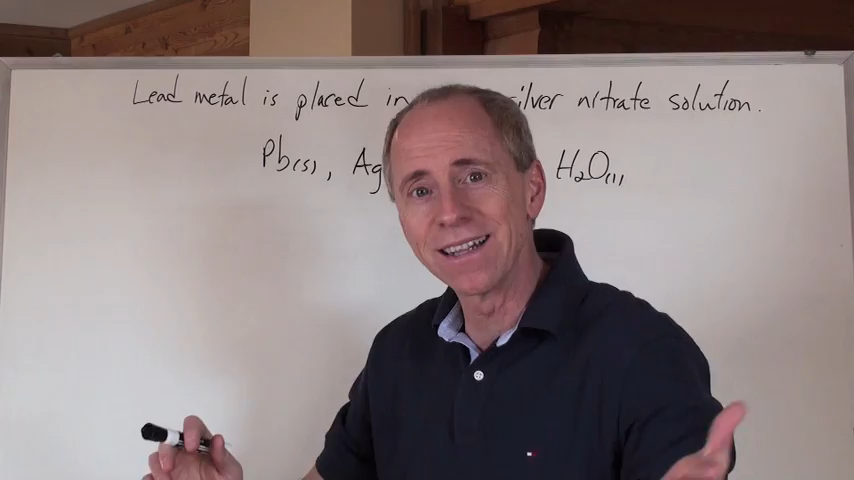 Lead metal is placed in silver nitrate solution.
Pb(s), Ag H₂O(l)